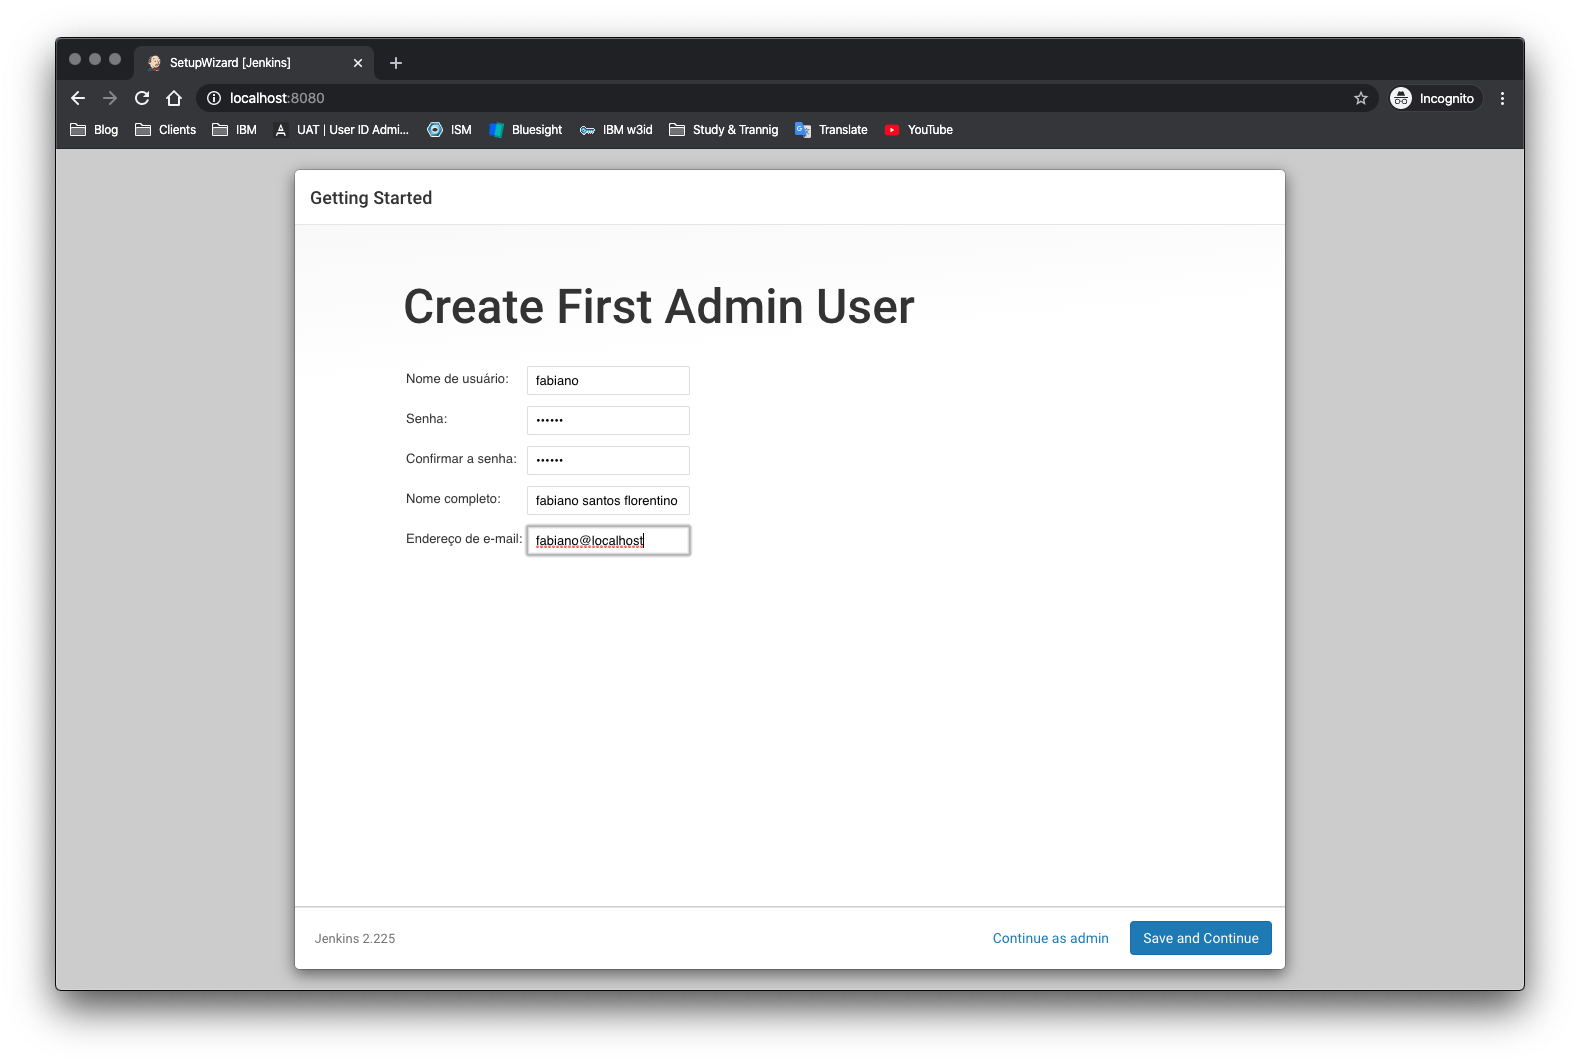 SetupWizard [Jenkins]
localhost:8080
Incognito
Blog Clients IBM UAT | User ID Admi... ISM Bluesight IBM w3id Study & Trannig Translate YouTube
Getting Started
Create First Admin User
Nome de usuário: fabiano
Senha: ••••••
Confirmar a senha: ••••••
Nome completo: fabiano santos florentino
Endereço de e-mail: fabiano@localhost
Jenkins 2.225
Continue as admin
Save and Continue